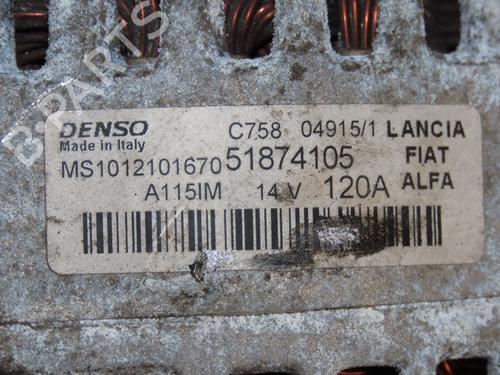 DENSO C758 04915/1 LANCIA
Made in Italy
MS1012101670 51874105 FIAT
A115IM 14 V 120A ALFA
B-PARTS